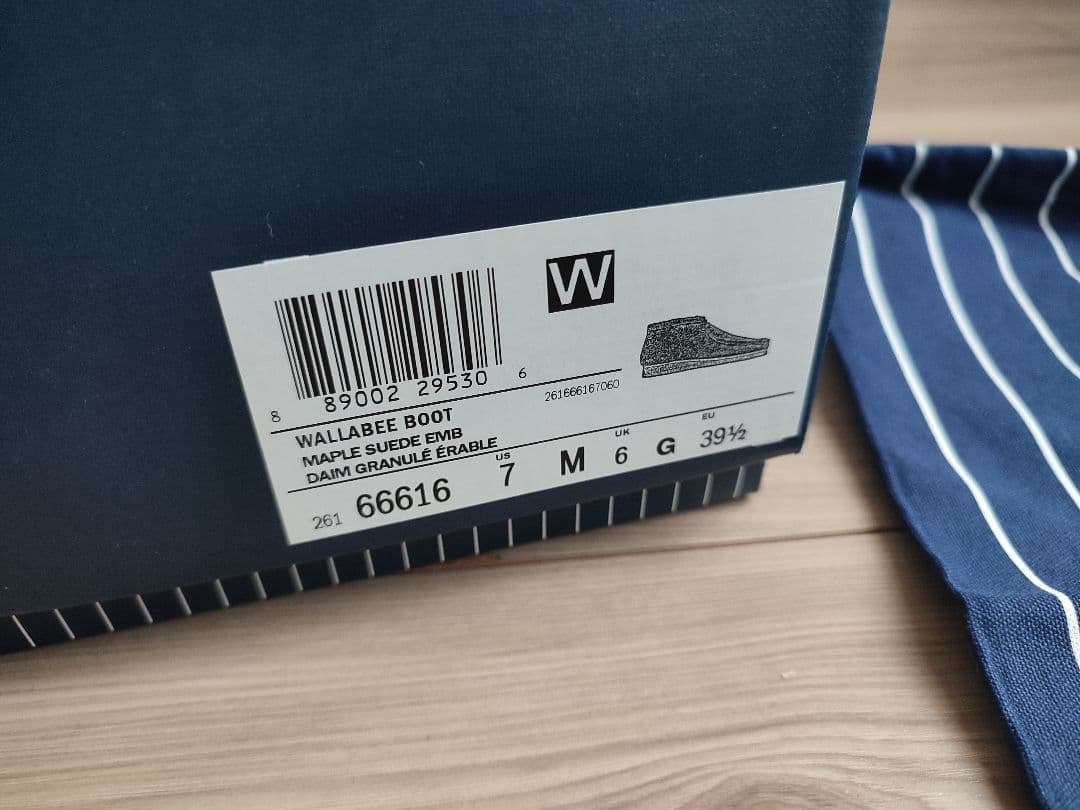 W
8 89002 29530 6
261666167060
WALLABEE BOOT
MAPLE SUEDE EMB
DAIM GRANULÉ ÉRABLE
261 66616 US 7 M UK 6 G EU 39½